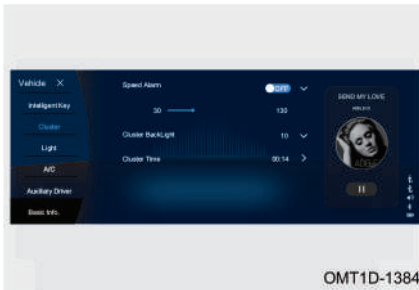 Vehicle ×
Intelligent Key
Cluster
Light
A/C
Auxiliary Driver
Basic Info.
Speed Alarm
OFF
30
130
Cluster BackLight
10
Cluster Time
00:14
SEND MY LOVE
ADELE
OMT1D-1384